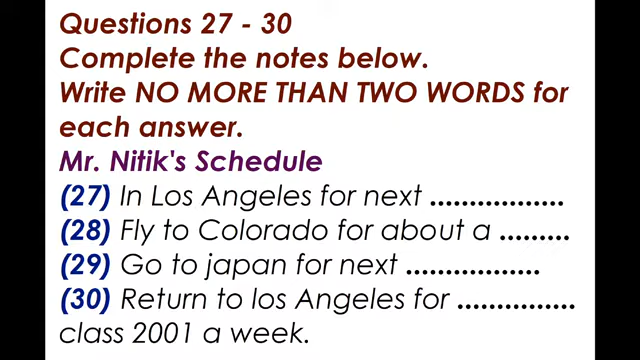 Questions 27 - 30
Complete the notes below.
Write NO MORE THAN TWO WORDS for
each answer.
Mr. Nitik's Schedule
(27) In Los Angeles for next .................
(28) Fly to Colorado for about a .........
(29) Go to japan for next .................
(30) Return to los Angeles for ...............
class 2001 a week.